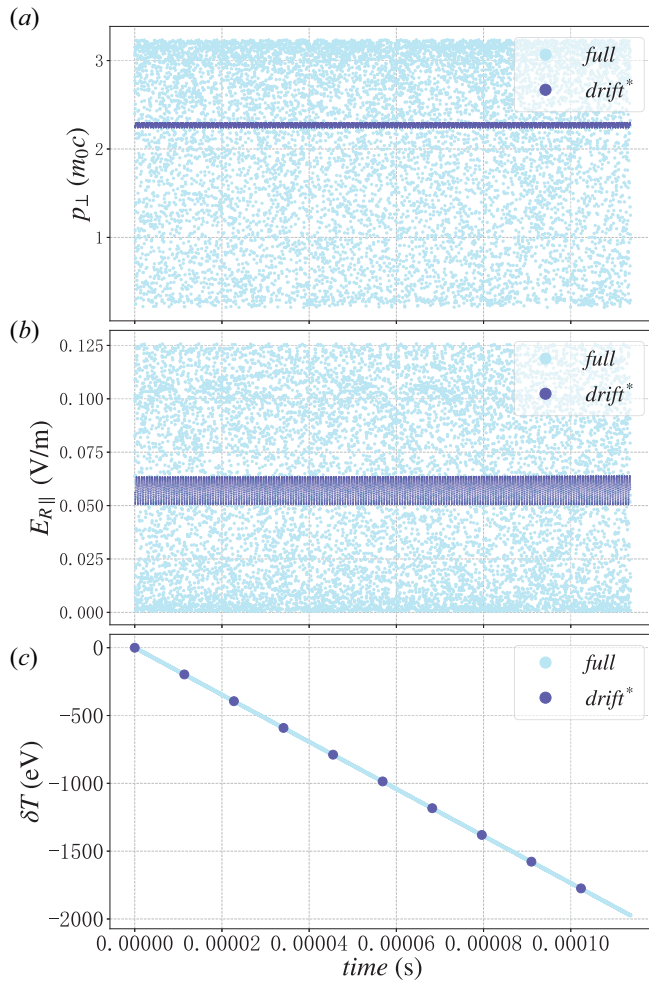 (a)
p⊥ (m₀c)
3
2
1
full
drift*
(b)
E_R∥ (V/m)
0.125
0.100
0.075
0.050
0.025
0.000
full
drift*
(c)
δT (eV)
0
−500
−1000
−1500
−2000
full
drift*
0.00000 0.00002 0.00004 0.00006 0.00008 0.00010
time (s)